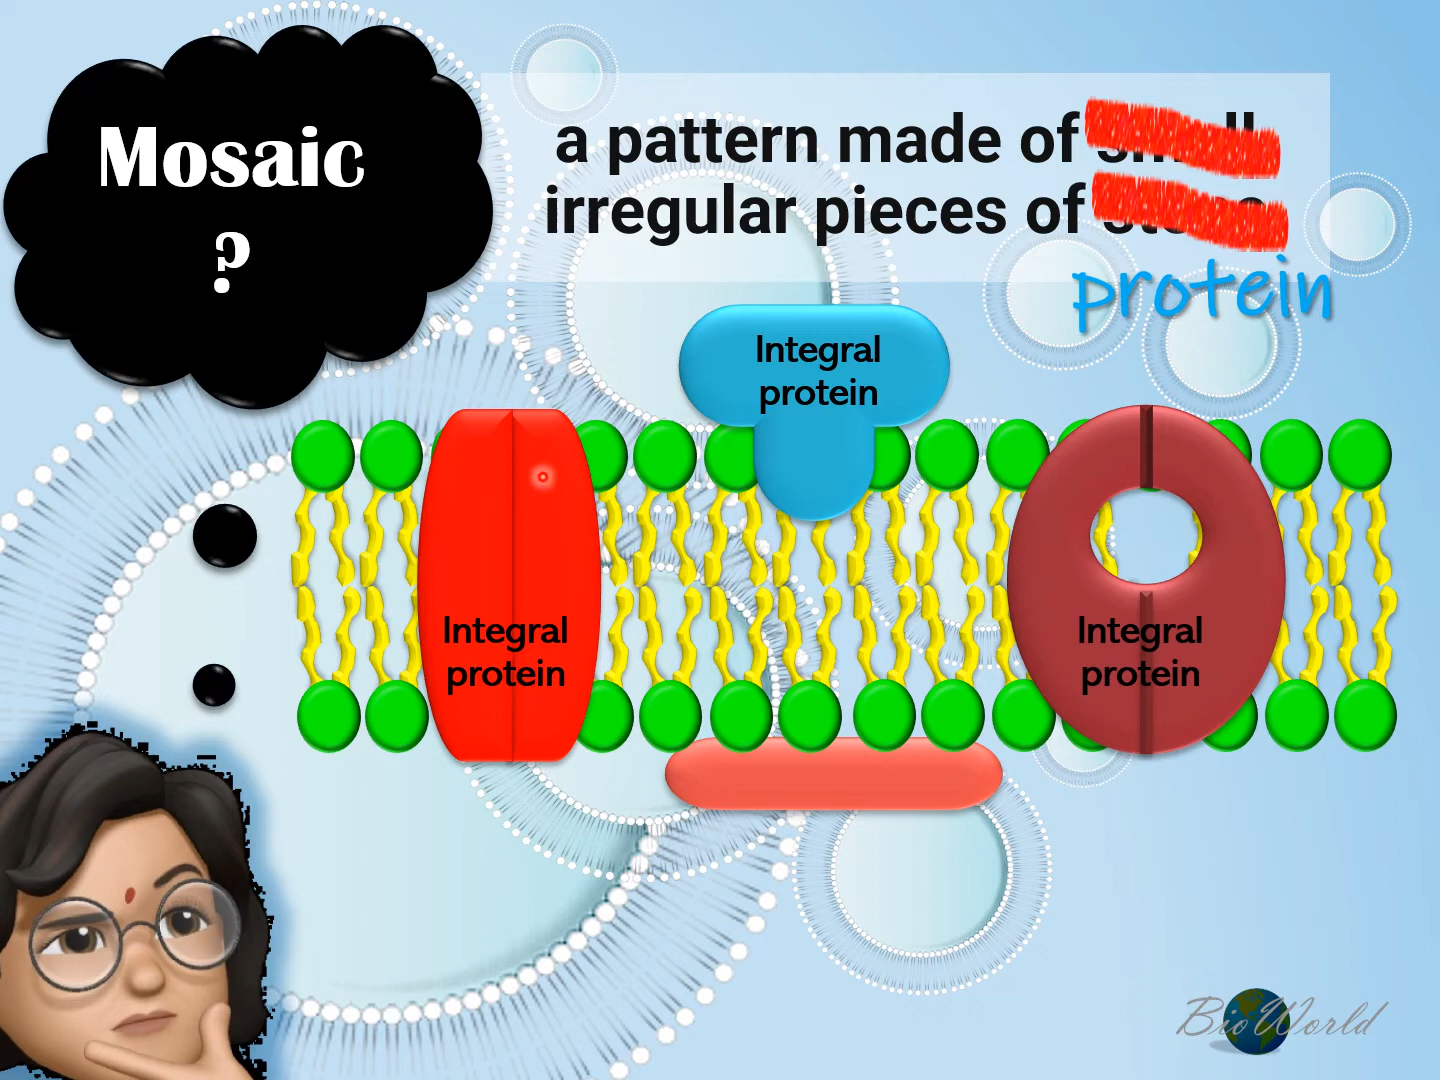 Mosaic
?
a pattern made of
irregular pieces of
protein
Integral
protein
Integral
protein
Integral
protein
BioWorld